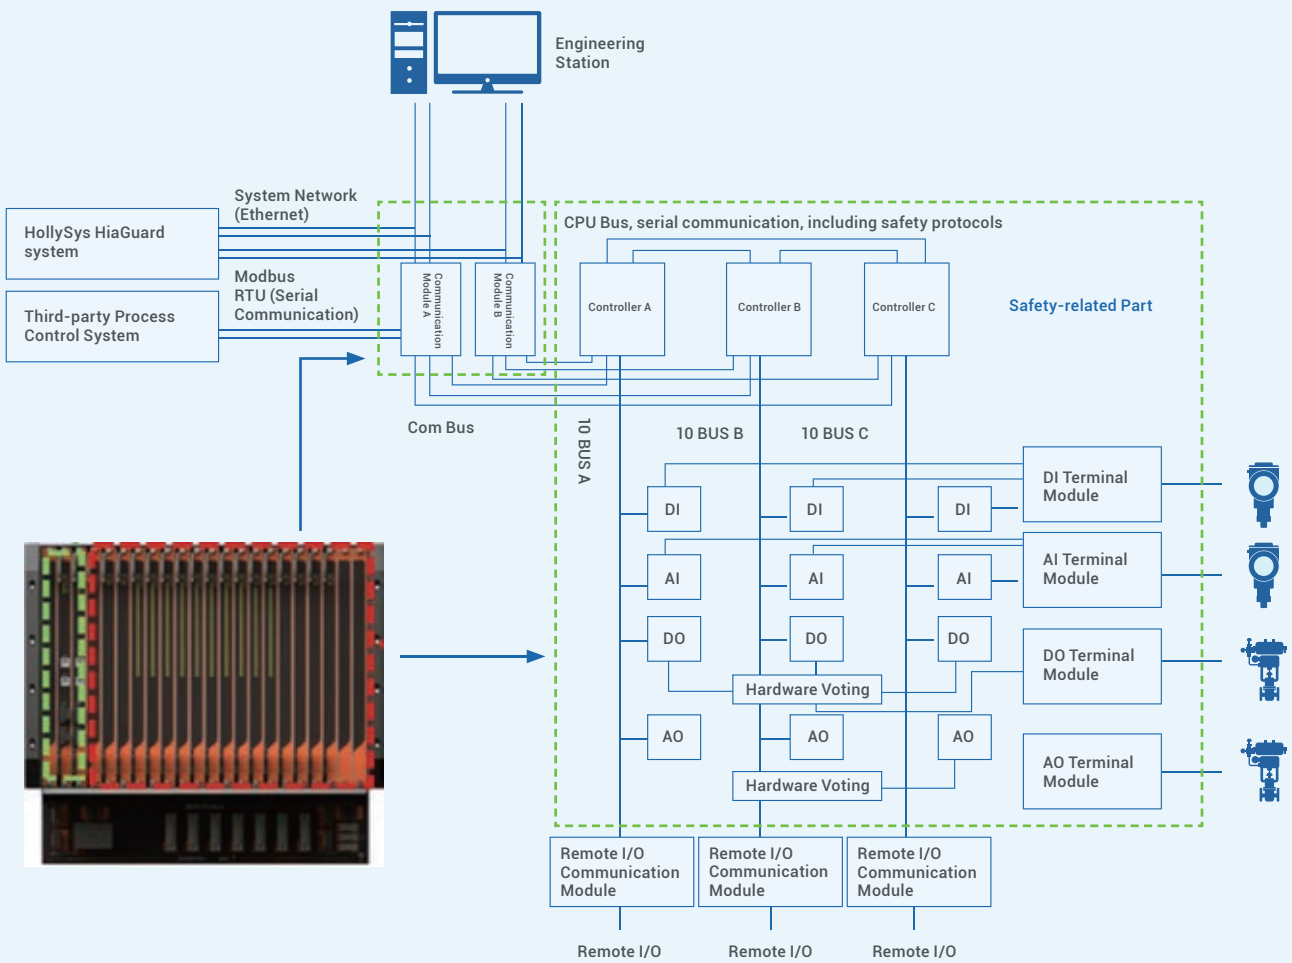 Engineering
Station
System Network
(Ethernet)
HollySys HiaGuard
system
Modbus
RTU (Serial
Communication)
Third-party Process
Control System
Communication
Module A
Communication
Module B
CPU Bus, serial communication, including safety protocols
Controller A
Controller B
Controller C
Safety-related Part
Com Bus
10 BUS A
10 BUS B
10 BUS C
DI
DI
DI
DI Terminal
Module
AI
AI
AI
AI Terminal
Module
DO
DO
DO
DO Terminal
Module
Hardware Voting
AO
AO
AO
AO Terminal
Module
Hardware Voting
Remote I/O
Communication
Module
Remote I/O
Communication
Module
Remote I/O
Communication
Module
Remote I/O
Remote I/O
Remote I/O